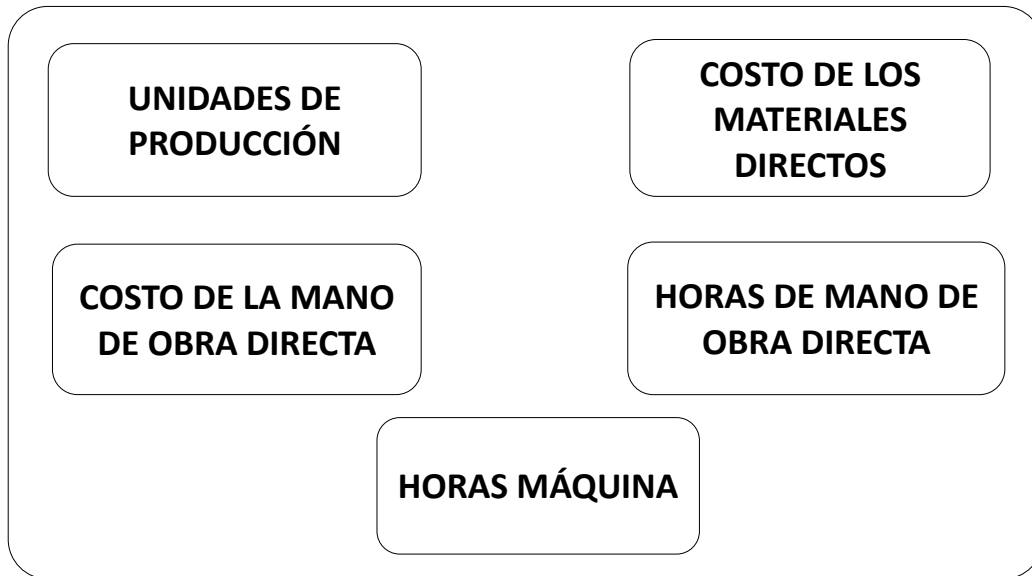 UNIDADES DE
PRODUCCIÓN
COSTO DE LOS
MATERIALES
DIRECTOS
COSTO DE LA MANO
DE OBRA DIRECTA
HORAS DE MANO DE
OBRA DIRECTA
HORAS MÁQUINA